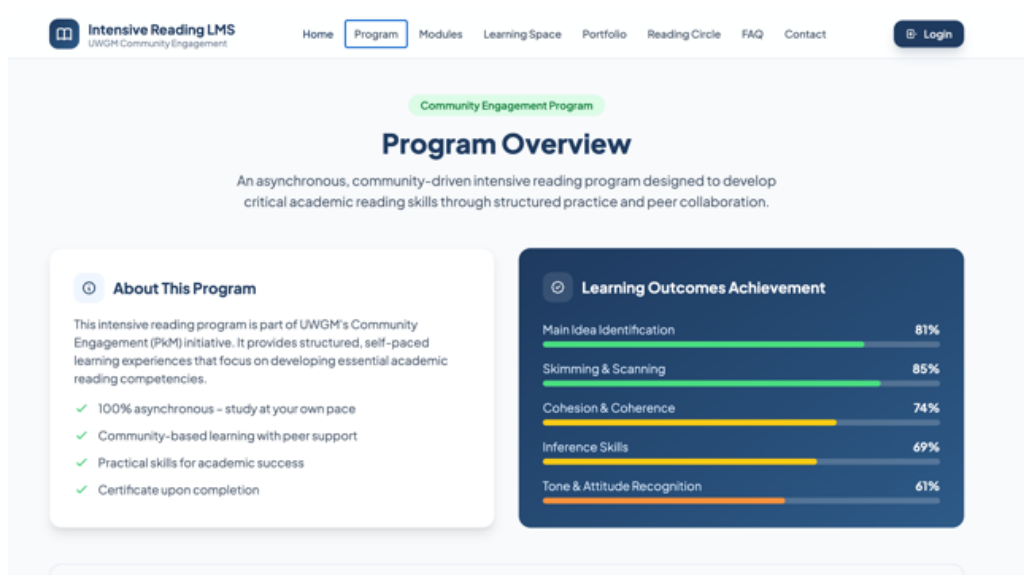 Intensive Reading LMS
UWGM Community Engagement
Home
Program
Modules
Learning Space
Portfolio
Reading Circle
FAQ
Contact
Login
Community Engagement Program
Program Overview
An asynchronous, community-driven intensive reading program designed to develop
critical academic reading skills through structured practice and peer collaboration.
About This Program
This intensive reading program is part of UWGM's Community
Engagement (PkM) initiative. It provides structured, self-paced
learning experiences that focus on developing essential academic
reading competencies.
100% asynchronous – study at your own pace
Community-based learning with peer support
Practical skills for academic success
Certificate upon completion
Learning Outcomes Achievement
Main Idea Identification 81%
Skimming & Scanning 85%
Cohesion & Coherence 74%
Inference Skills 69%
Tone & Attitude Recognition 61%